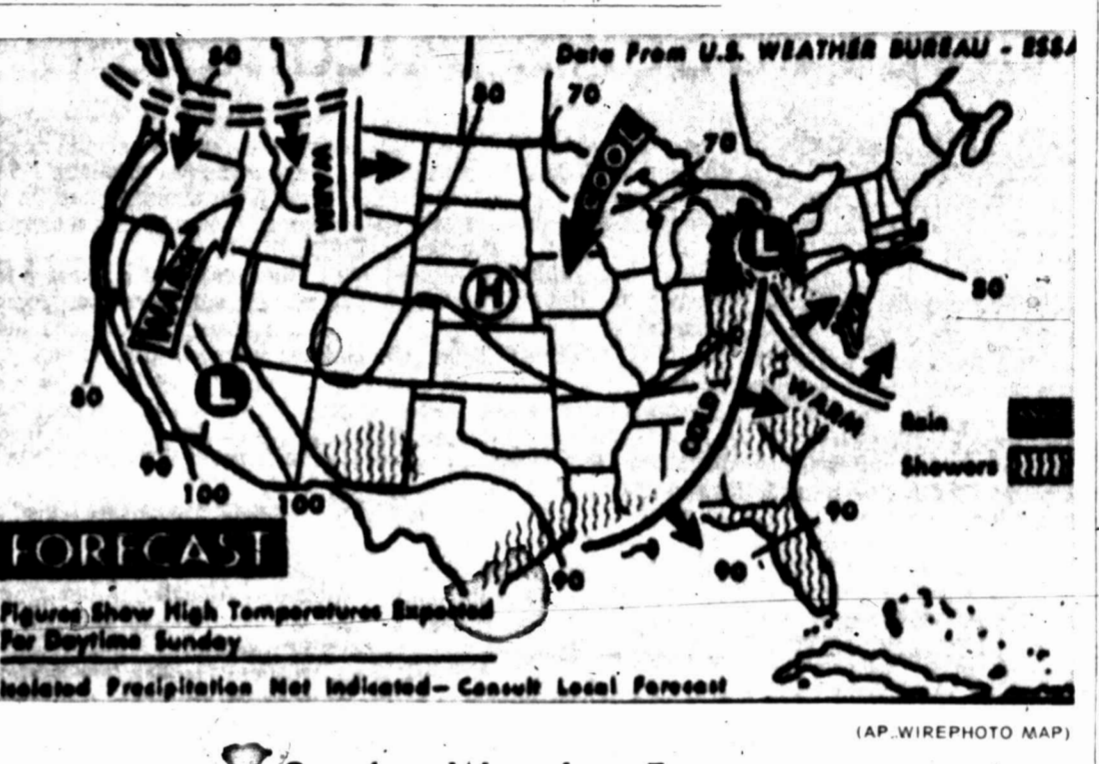 Data From U.S. WEATHER BUREAU - ESSA
80
80
70
70
COOL
WARM
WARM
L
H
L
80
80
COLD
WARM
Rain
Showers
90
100
100
90
90
90
FORECAST
Figures Show High Temperatures Expected
For Daytime Sunday
Isolated Precipitation Not Indicated— Consult Local Forecast
(AP WIREPHOTO MAP)